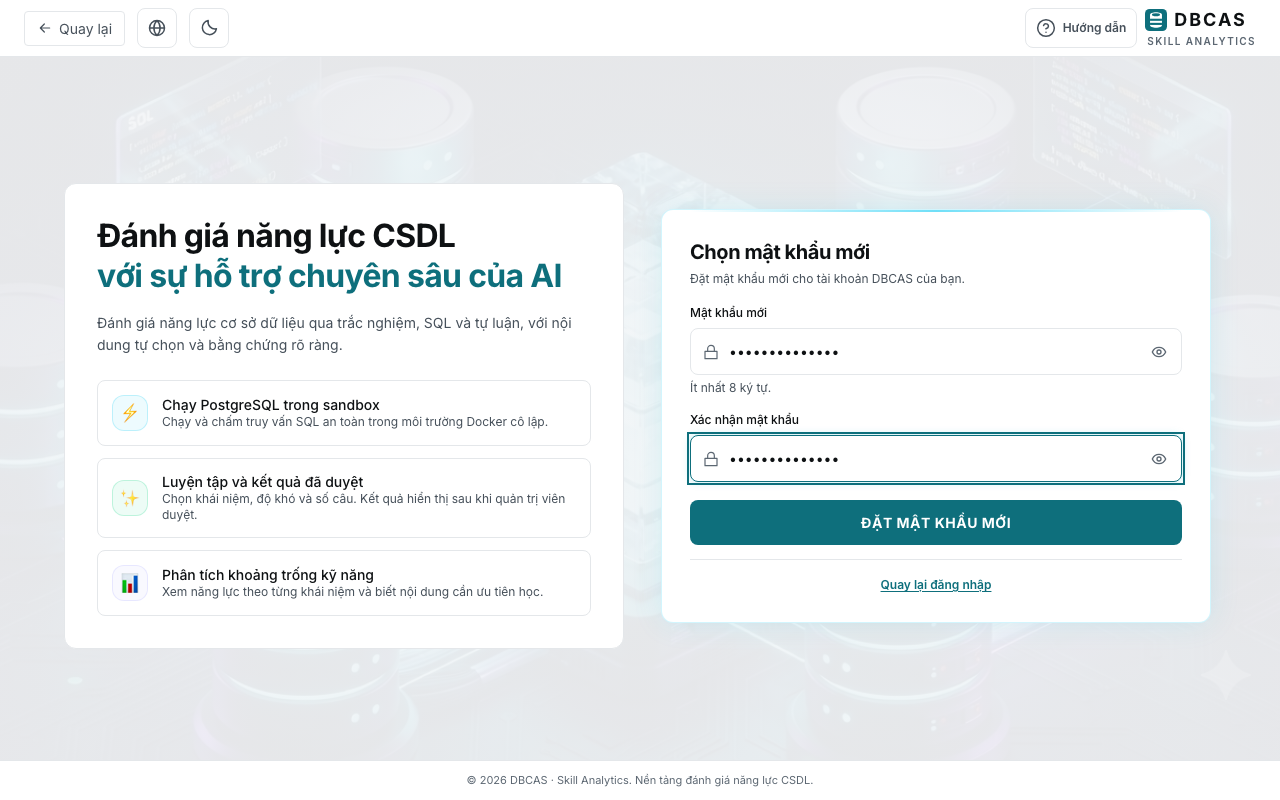 Quay lại
Hướng dẫn
DBCAS
SKILL ANALYTICS
SQL
Đánh giá năng lực CSDL
với sự hỗ trợ chuyên sâu của AI
Đánh giá năng lực cơ sở dữ liệu qua trắc nghiệm, SQL và tự luận, với nội
dung tự chọn và bằng chứng rõ ràng.
Chạy PostgreSQL trong sandbox
Chạy và chấm truy vấn SQL an toàn trong môi trường Docker cô lập.
Luyện tập và kết quả đã duyệt
Chọn khái niệm, độ khó và số câu. Kết quả hiển thị sau khi quản trị viên
duyệt.
Phân tích khoảng trống kỹ năng
Xem năng lực theo từng khái niệm và biết nội dung cần ưu tiên học.
Chọn mật khẩu mới
Đặt mật khẩu mới cho tài khoản DBCAS của bạn.
Mật khẩu mới
••••••••••••••
Ít nhất 8 ký tự.
Xác nhận mật khẩu
••••••••••••••
ĐẶT MẬT KHẨU MỚI
Quay lại đăng nhập
© 2026 DBCAS · Skill Analytics. Nền tảng đánh giá năng lực CSDL.